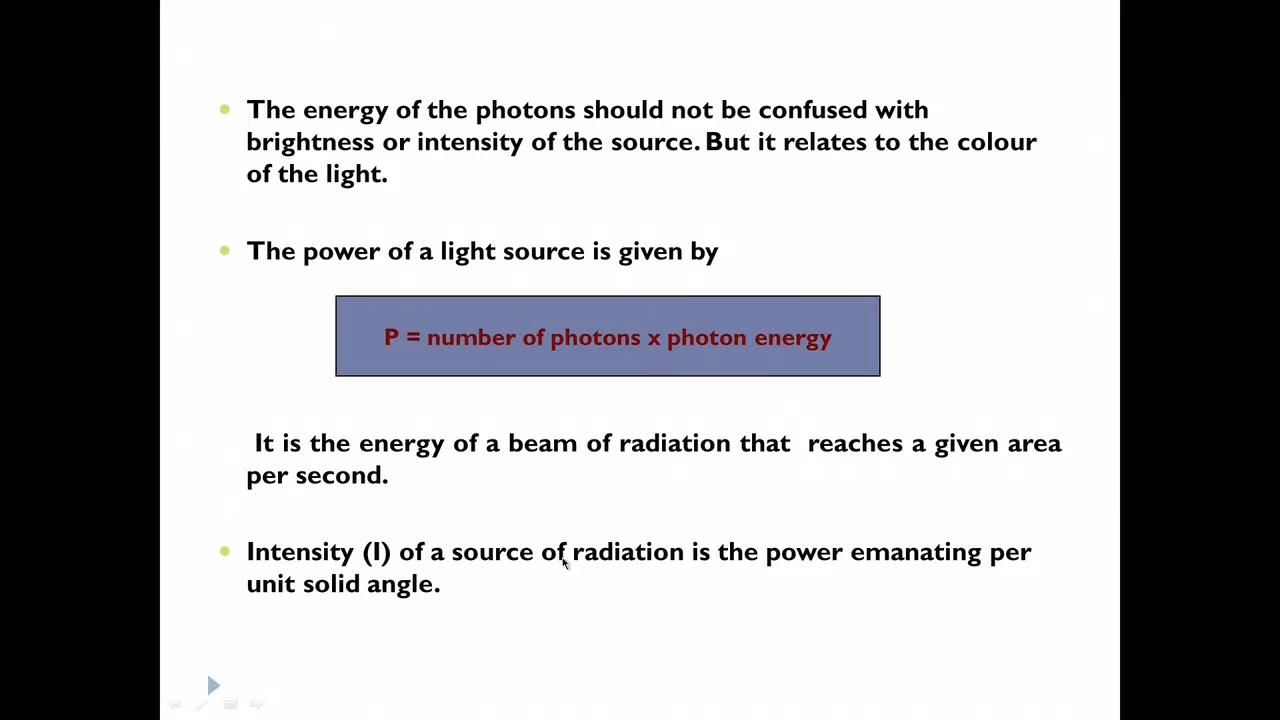 The energy of the photons should not be confused with
brightness or intensity of the source. But it relates to the colour
of the light.
The power of a light source is given by
P = number of photons x photon energy
It is the energy of a beam of radiation that reaches a given area
per second.
Intensity (I) of a source of radiation is the power emanating per
unit solid angle.